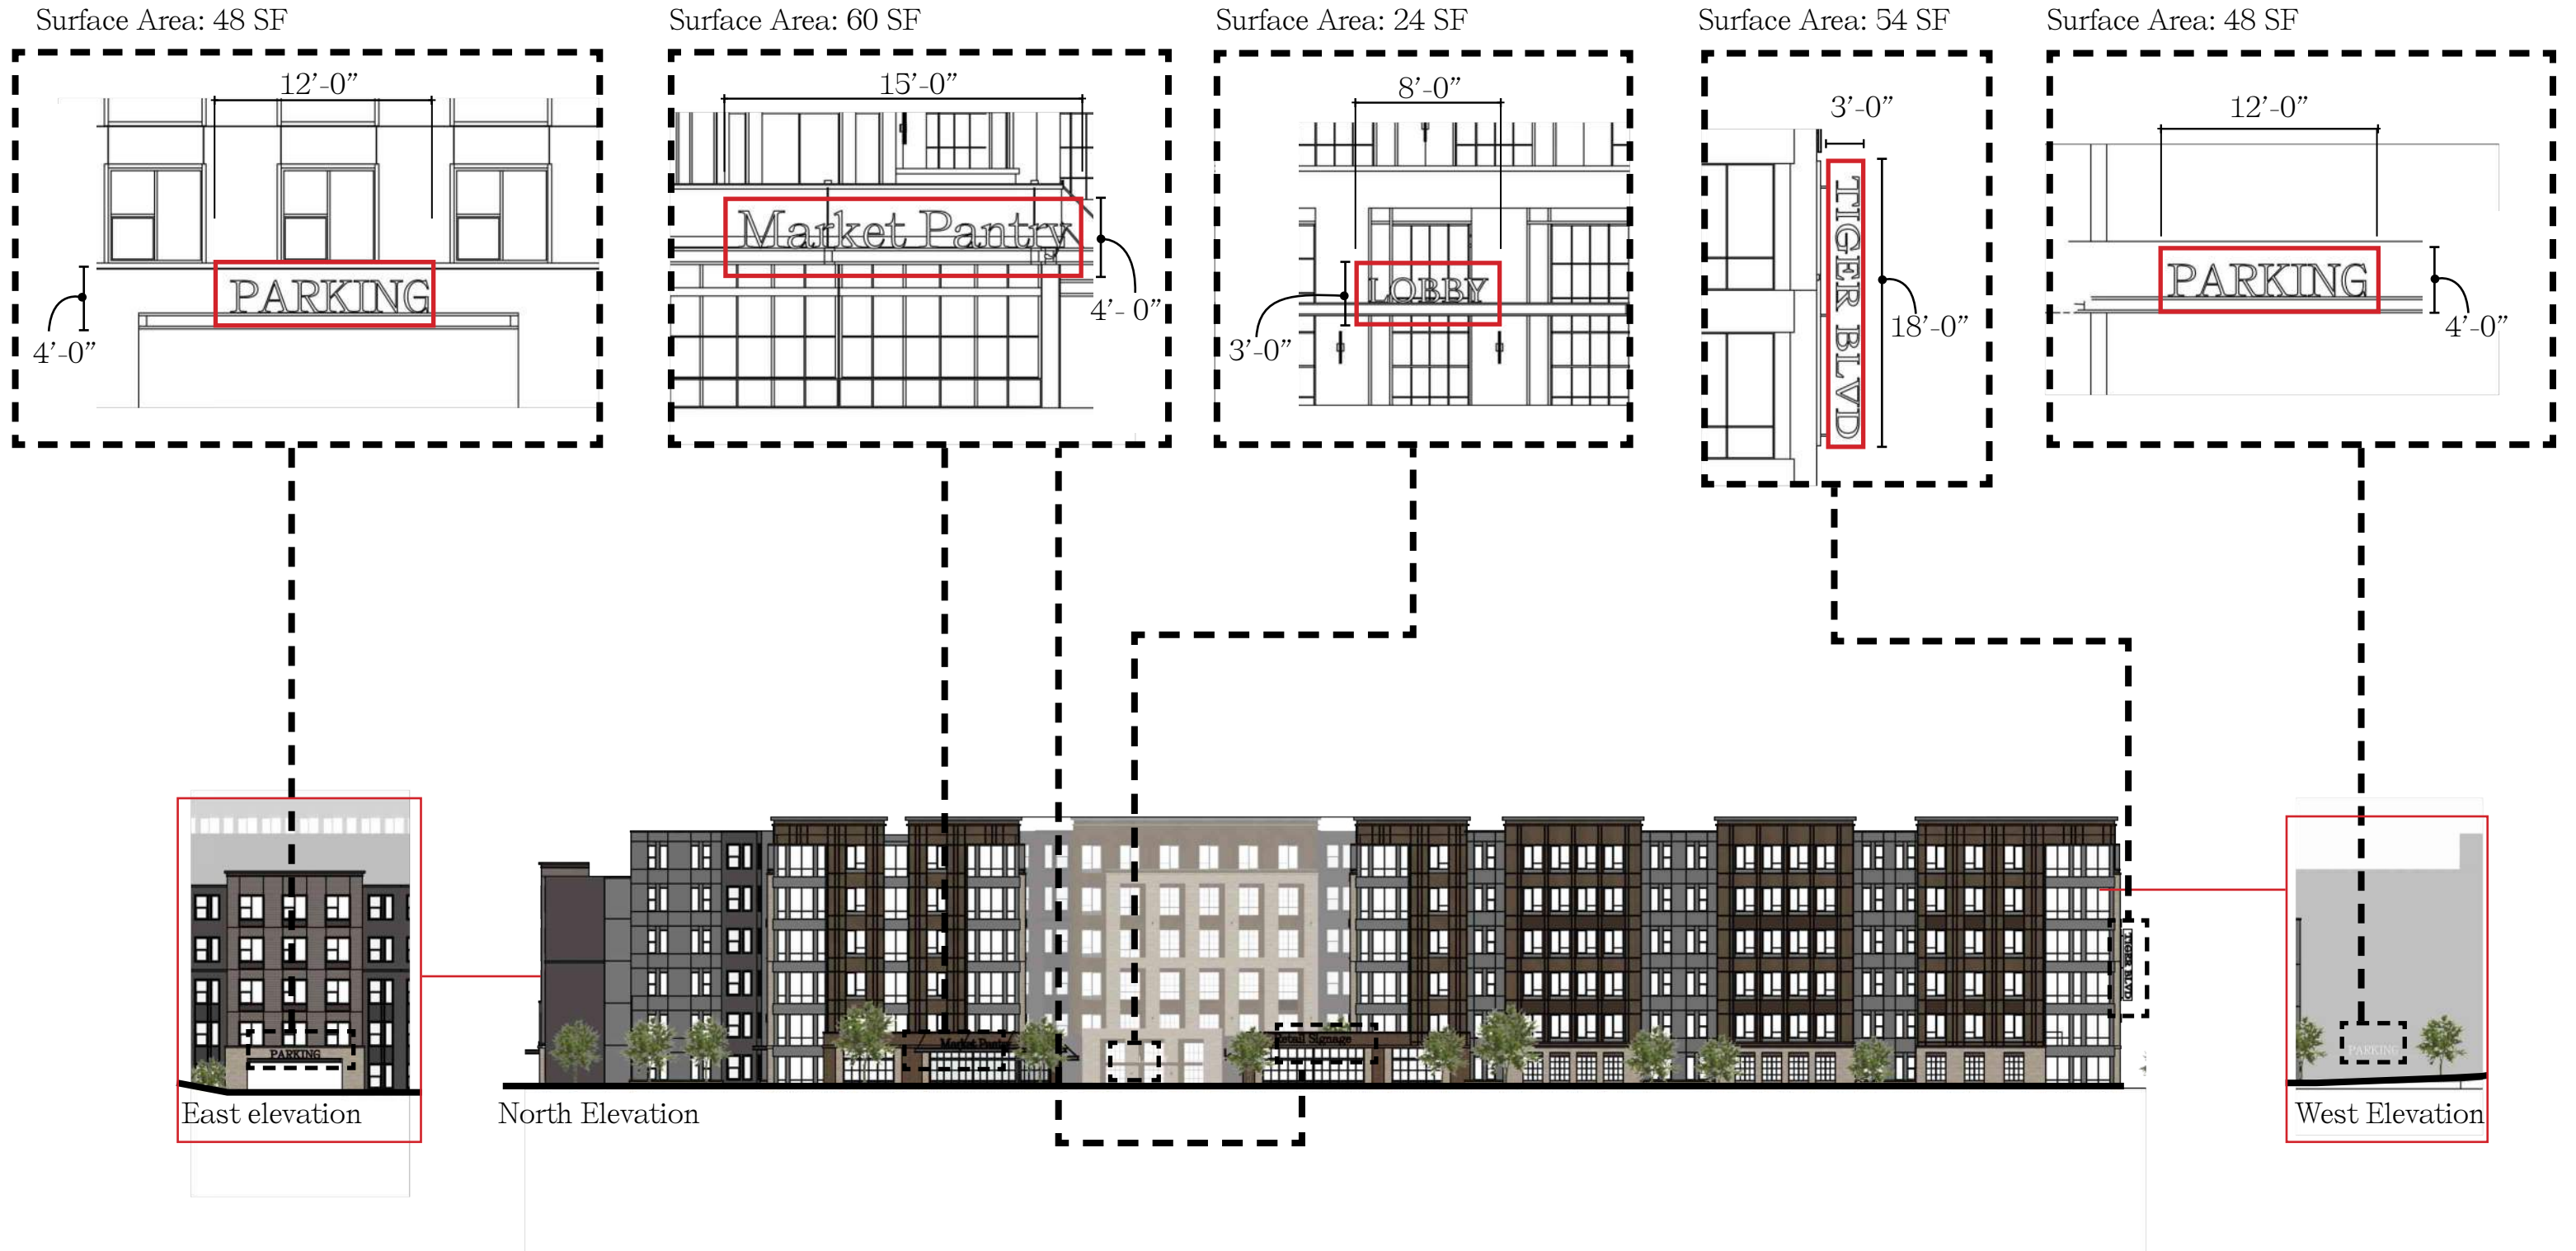 Surface Area: 48 SF
Surface Area: 60 SF
Surface Area: 24 SF
Surface Area: 54 SF
Surface Area: 48 SF
12'-0"
PARKING
4'-0"
15'-0"
Market Pantry
4'- 0"
8'-0"
LOBBY
3'-0"
3'-0"
TIGER BLVD
18'-0"
12'-0"
PARKING
4'-0"
PARKING
East elevation
Market Pantry
Retail Signage
TIGER BLVD
North Elevation
PARKING
West Elevation